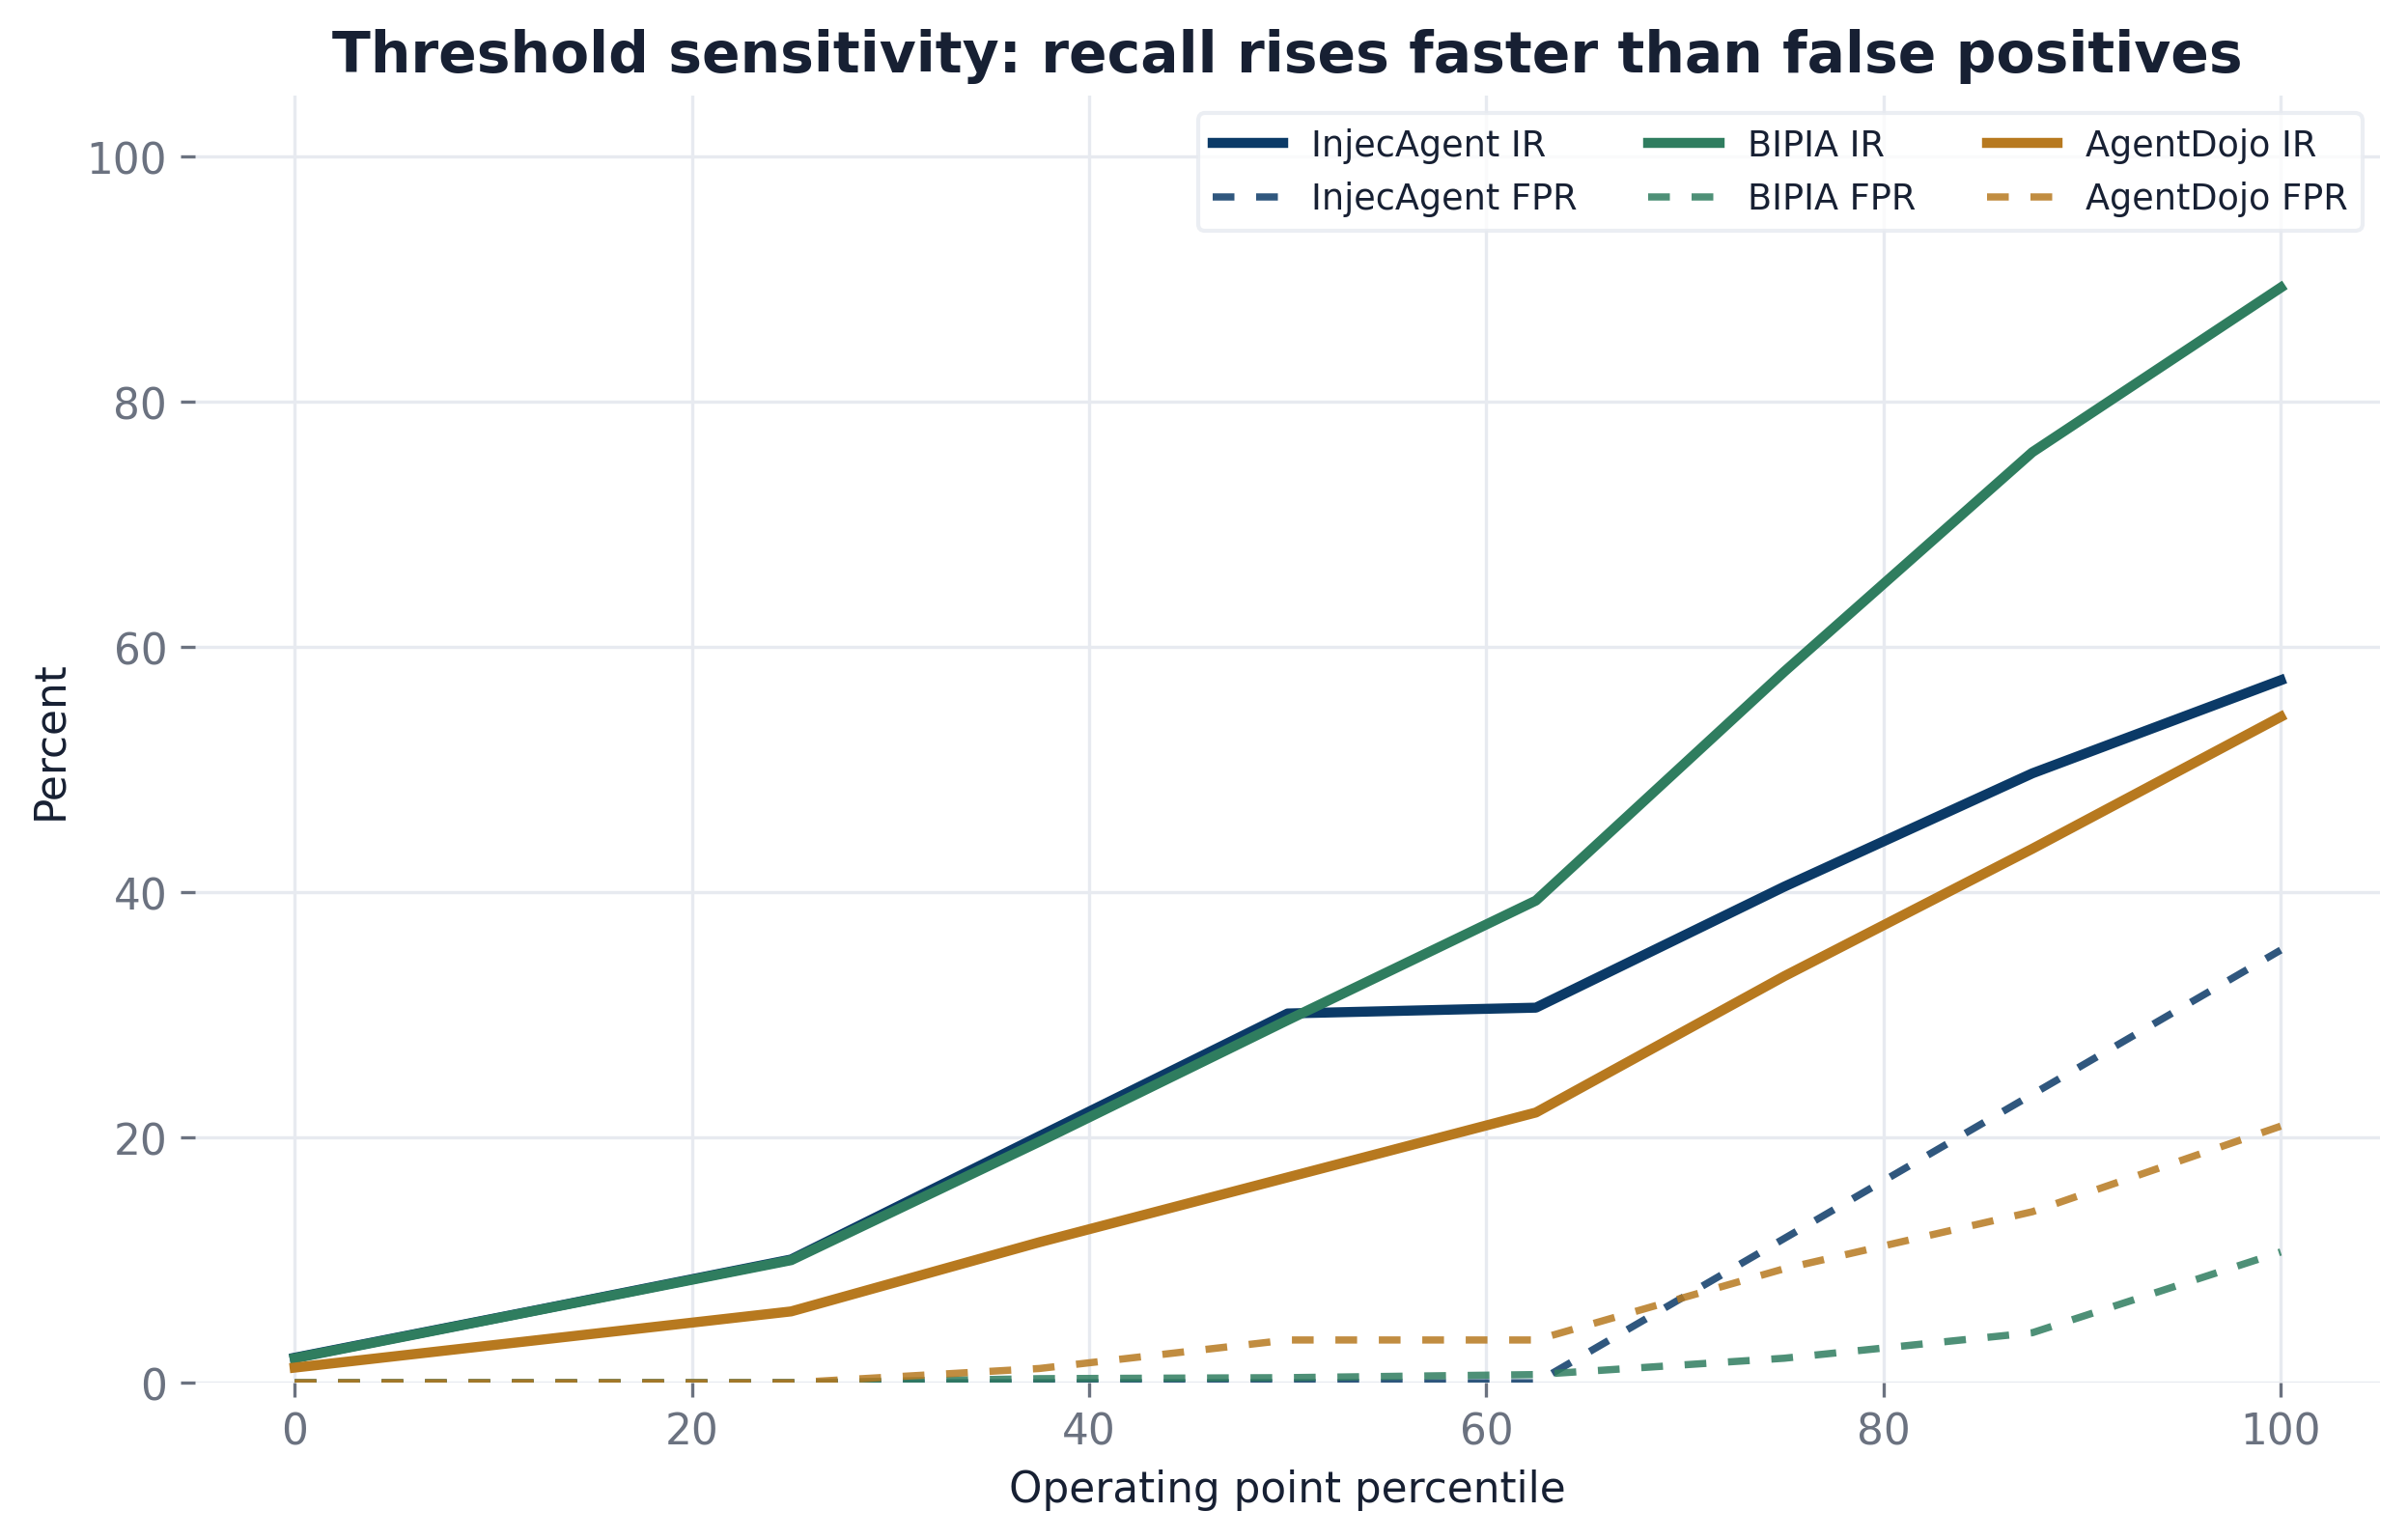 Threshold sensitivity: recall rises faster than false positives
InjecAgent IR
BIPIA IR
AgentDojo IR
InjecAgent FPR
BIPIA FPR
AgentDojo FPR
100
80
60
40
20
0
Percent
0 20 40 60 80 100
Operating point percentile